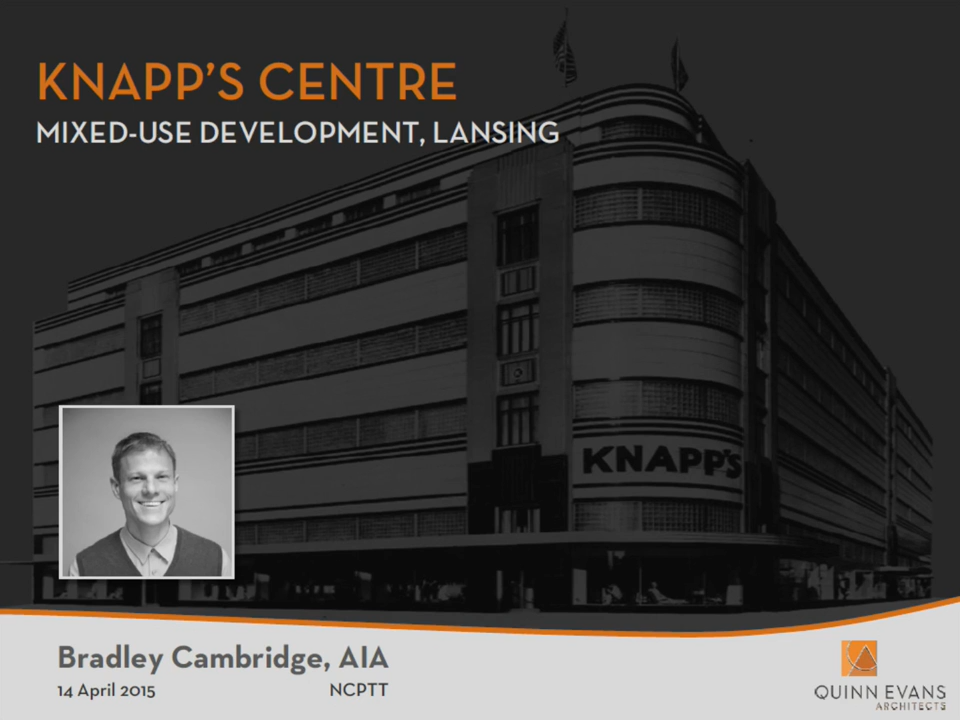 KNAPP'S CENTRE
MIXED-USE DEVELOPMENT, LANSING
KNAPP'S
Bradley Cambridge, AIA
14 April 2015 NCPTT
QUINN EVANS
ARCHITECTS